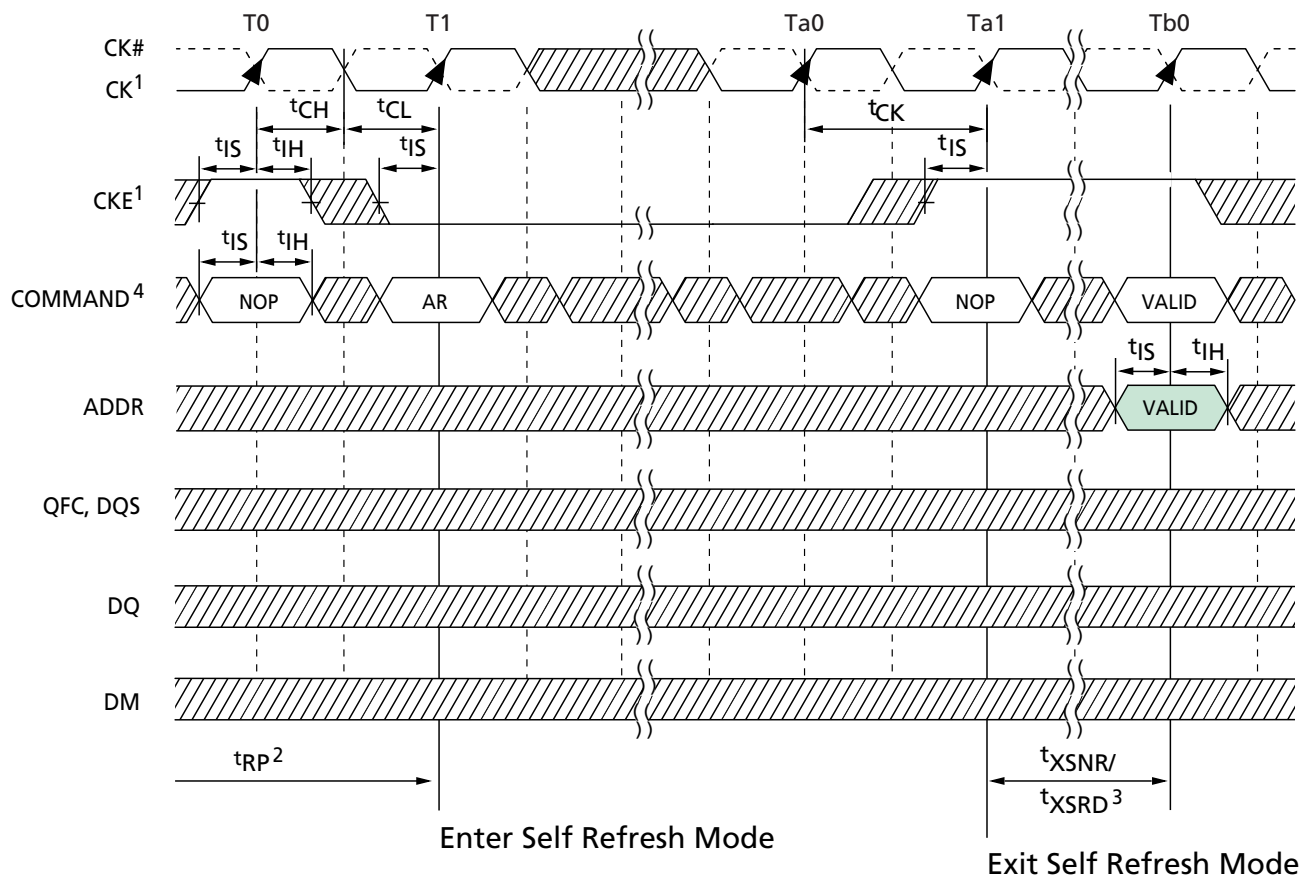 T0 T1 Ta0 Ta1 Tb0
CK#
CK1
tCH tCL tCK
tIS tIH tIS tIS
CKE1
tIS tIH
COMMAND4 NOP AR NOP VALID
tIS tIH
ADDR VALID
QFC, DQS
DQ
DM
tRP2 tXSNR/
tXSRD3
Enter Self Refresh Mode
Exit Self Refresh Mode